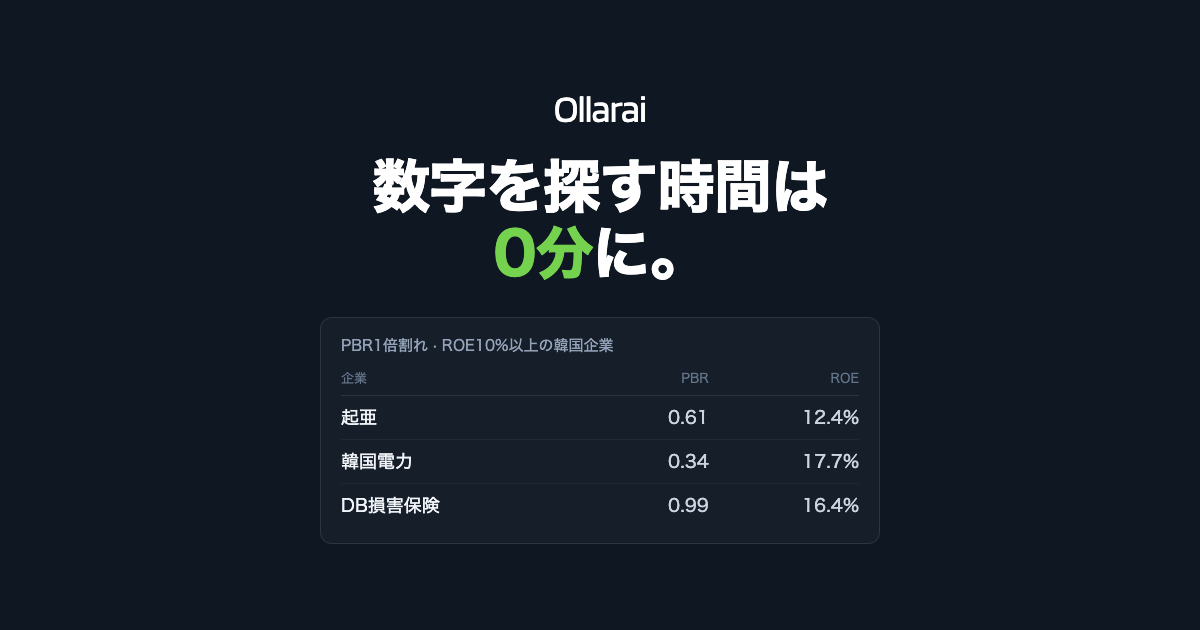 Ollarai
数字を探す時間は
0分に。
PBR1倍割れ · ROE10%以上の韓国企業
企業 PBR ROE
起亜 0.61 12.4%
韓国電力 0.34 17.7%
DB損害保険 0.99 16.4%